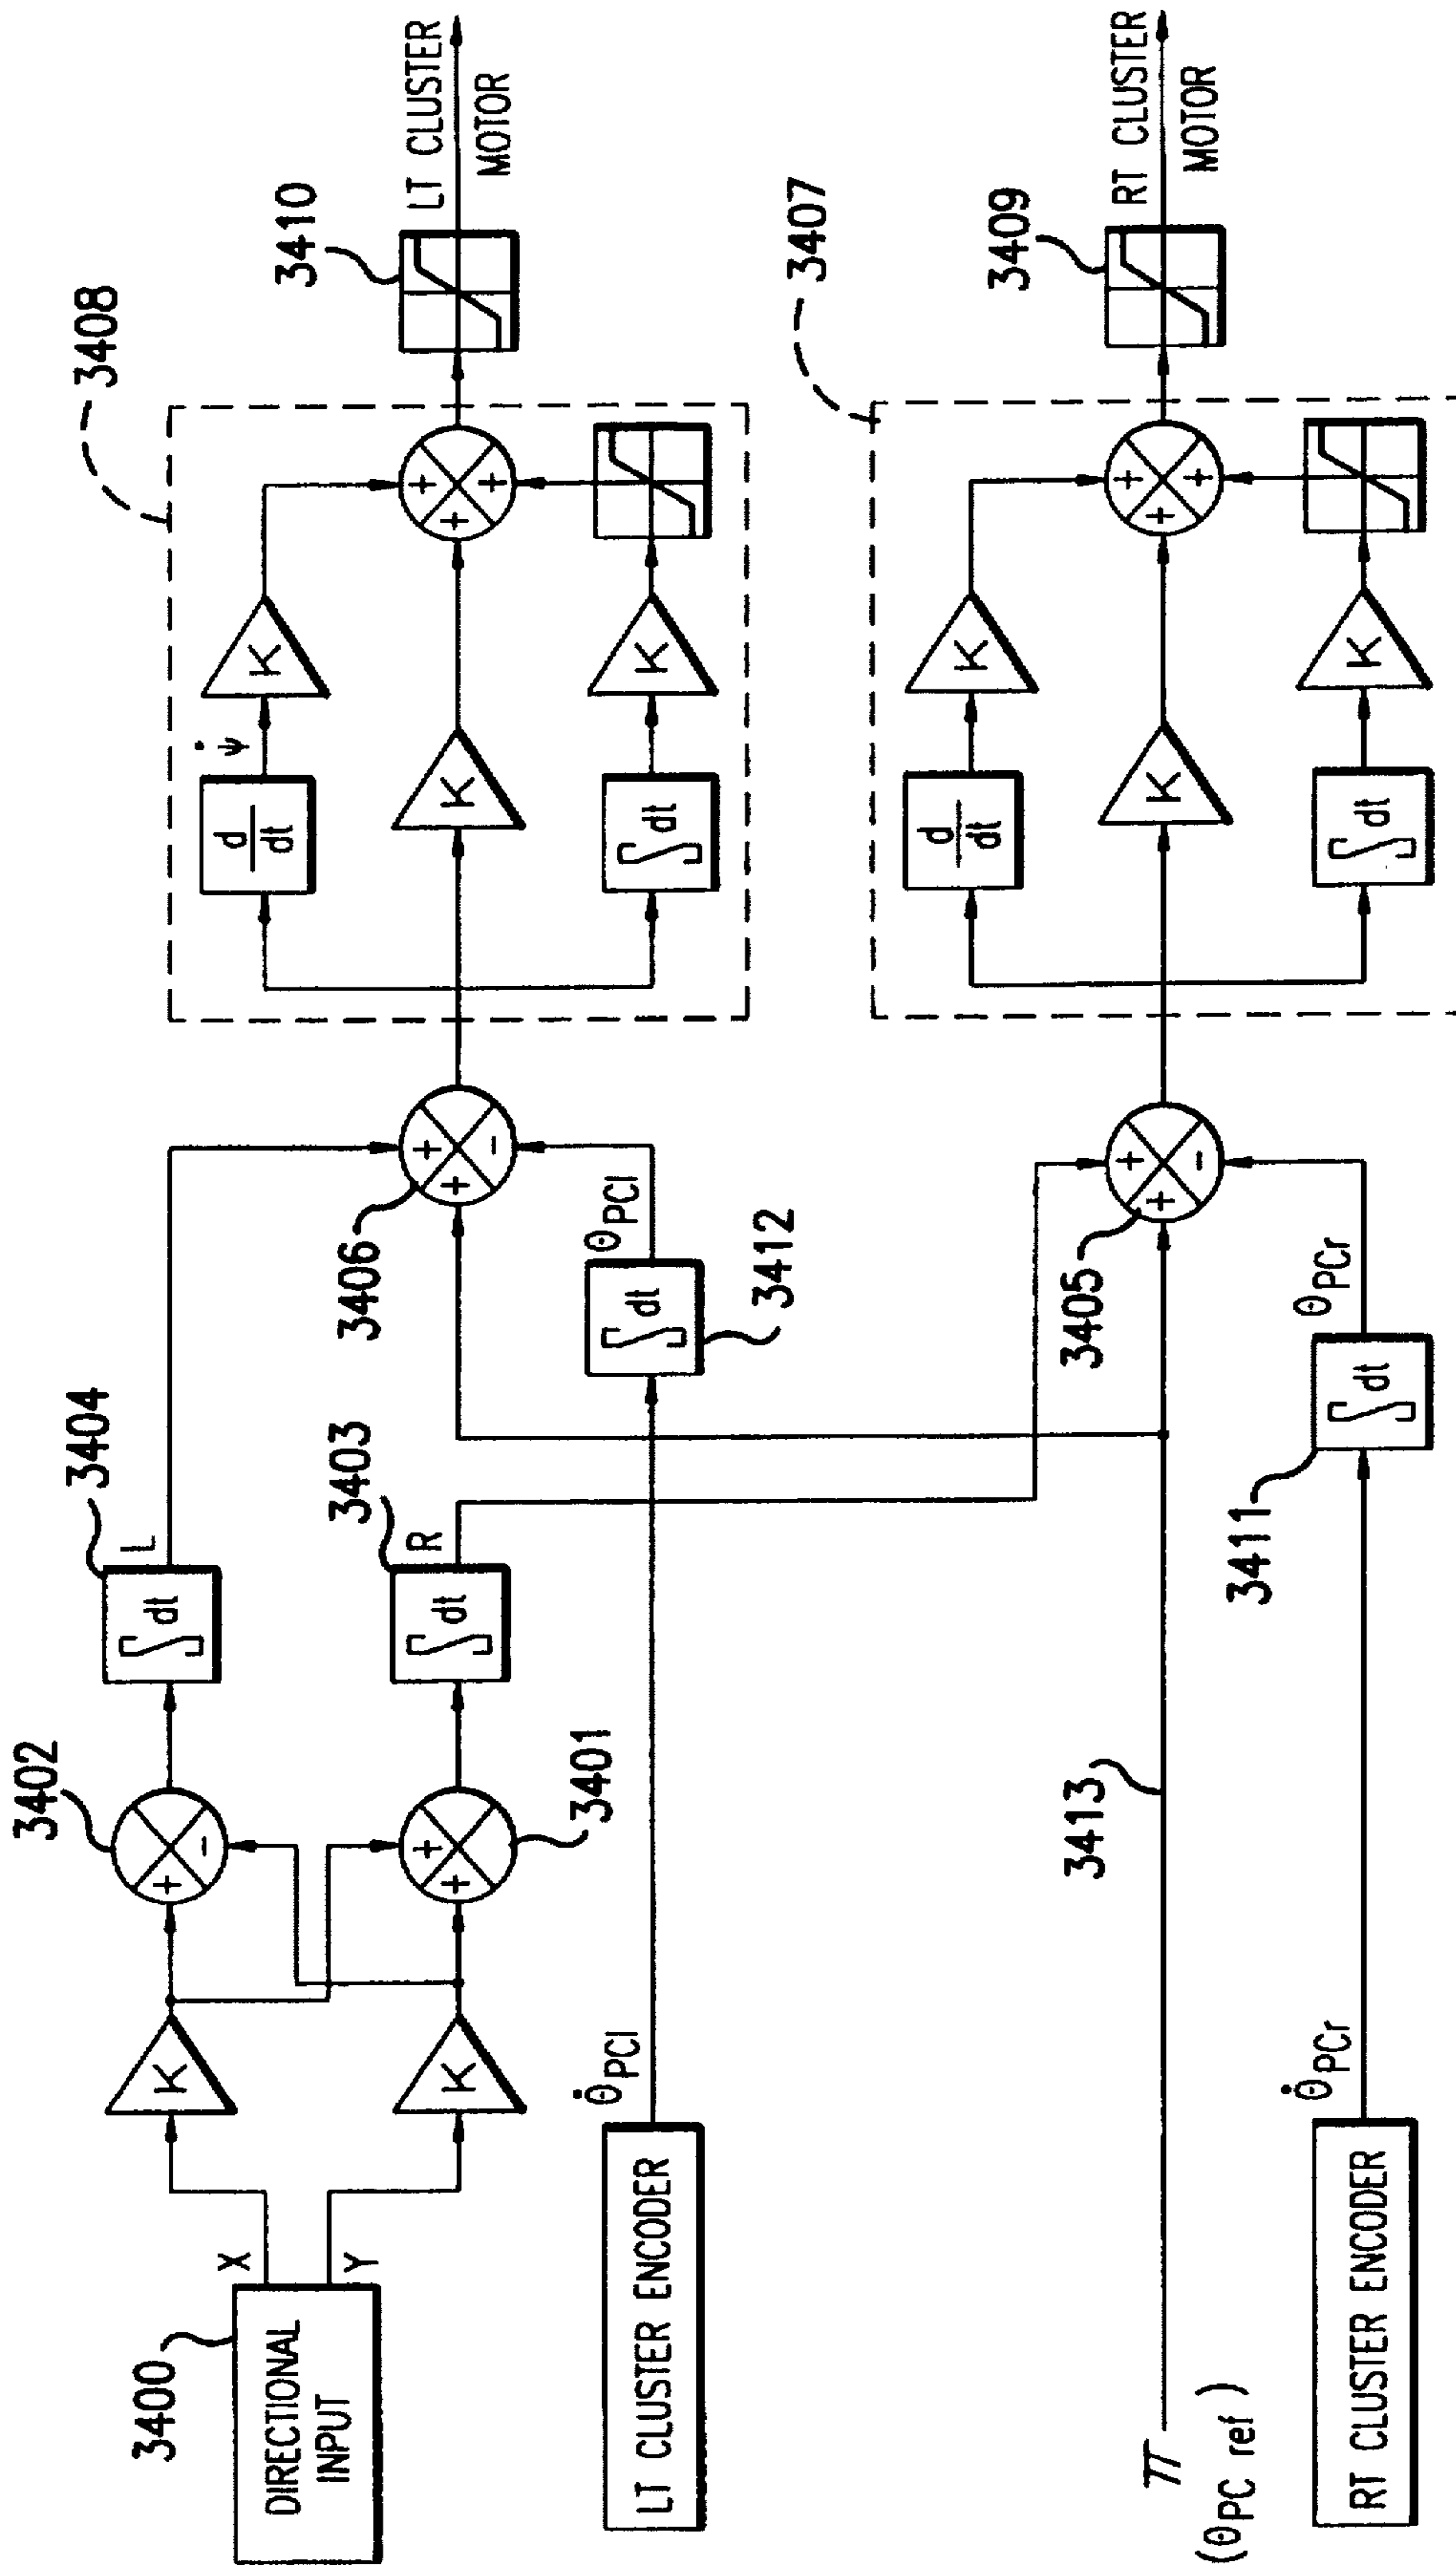 3400
DIRECTIONAL
INPUT
X
Y
K
K
3402
+
-
3401
+
+
3404
∫dt
L
3403
∫dt
R
LT CLUSTER ENCODER
Θ̇PCl
∫dt
3412
ΘPCl
3406
+
+
-
3408
d
dt
ψ̇
K
K
∫dt
K
+
+
+
3410
LT CLUSTER
MOTOR
π
(ΘPC ref)
3413
RT CLUSTER ENCODER
Θ̇PCr
3411
∫dt
ΘPCr
3405
+
+
-
3407
d
dt
K
K
∫dt
K
+
+
+
3409
RT CLUSTER
MOTOR